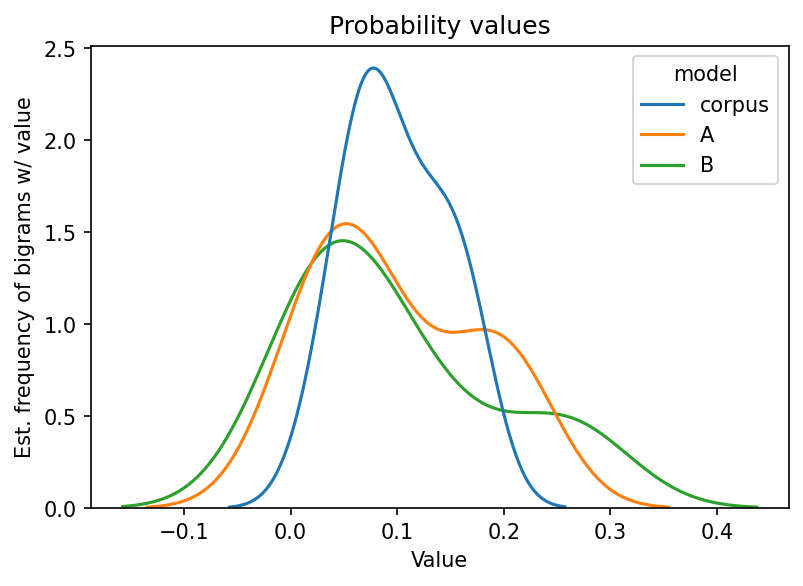 Probability values
Est. frequency of bigrams w/ value
2.5
2.0
1.5
1.0
0.5
0.0
−0.1
0.0
0.1
0.2
0.3
0.4
Value
model
corpus
A
B